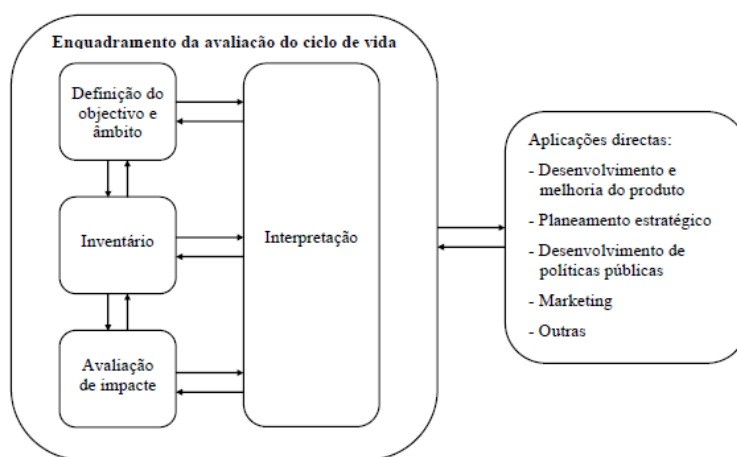 Enquadramento da avaliação do ciclo de vida
Definição do
objectivo e
âmbito
Inventário
Avaliação
de impacte
Interpretação
Aplicações directas:
- Desenvolvimento e
melhoria do produto
- Planeamento estratégico
- Desenvolvimento de
políticas públicas
- Marketing
- Outras